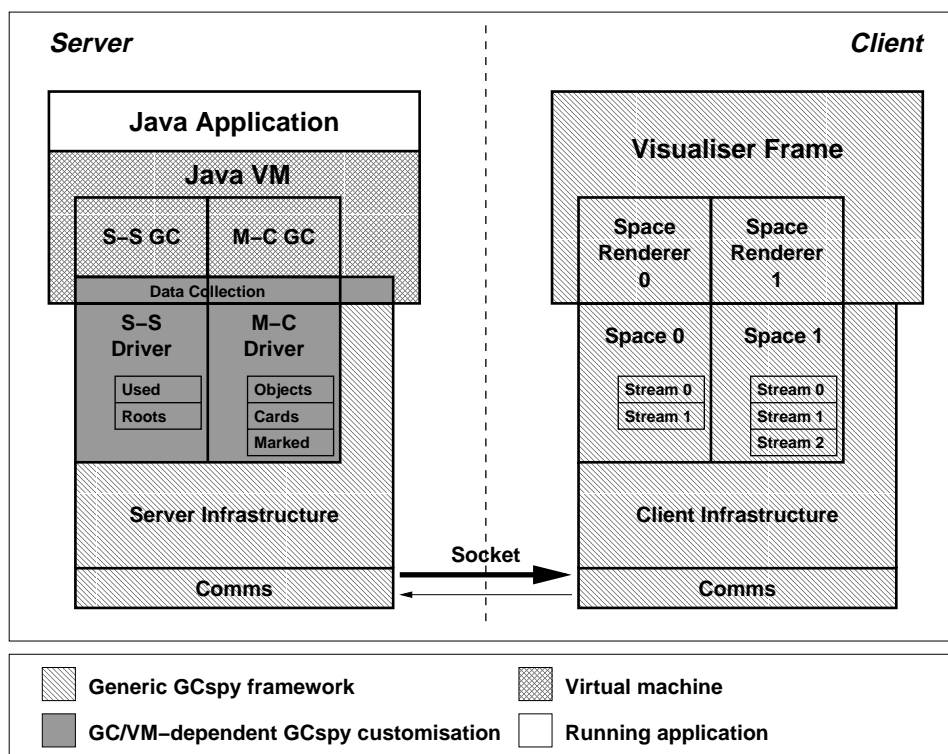 Server
Client
Java Application
Java VM
S–S GC
M–C GC
Data Collection
S–S
Driver
M–C
Driver
Used
Roots
Objects
Cards
Marked
Server Infrastructure
Comms
Socket
Visualiser Frame
Space
Renderer
0
Space
Renderer
1
Space 0
Space 1
Stream 0
Stream 1
Stream 0
Stream 1
Stream 2
Client Infrastructure
Comms
Generic GCspy framework
Virtual machine
GC/VM–dependent GCspy customisation
Running application